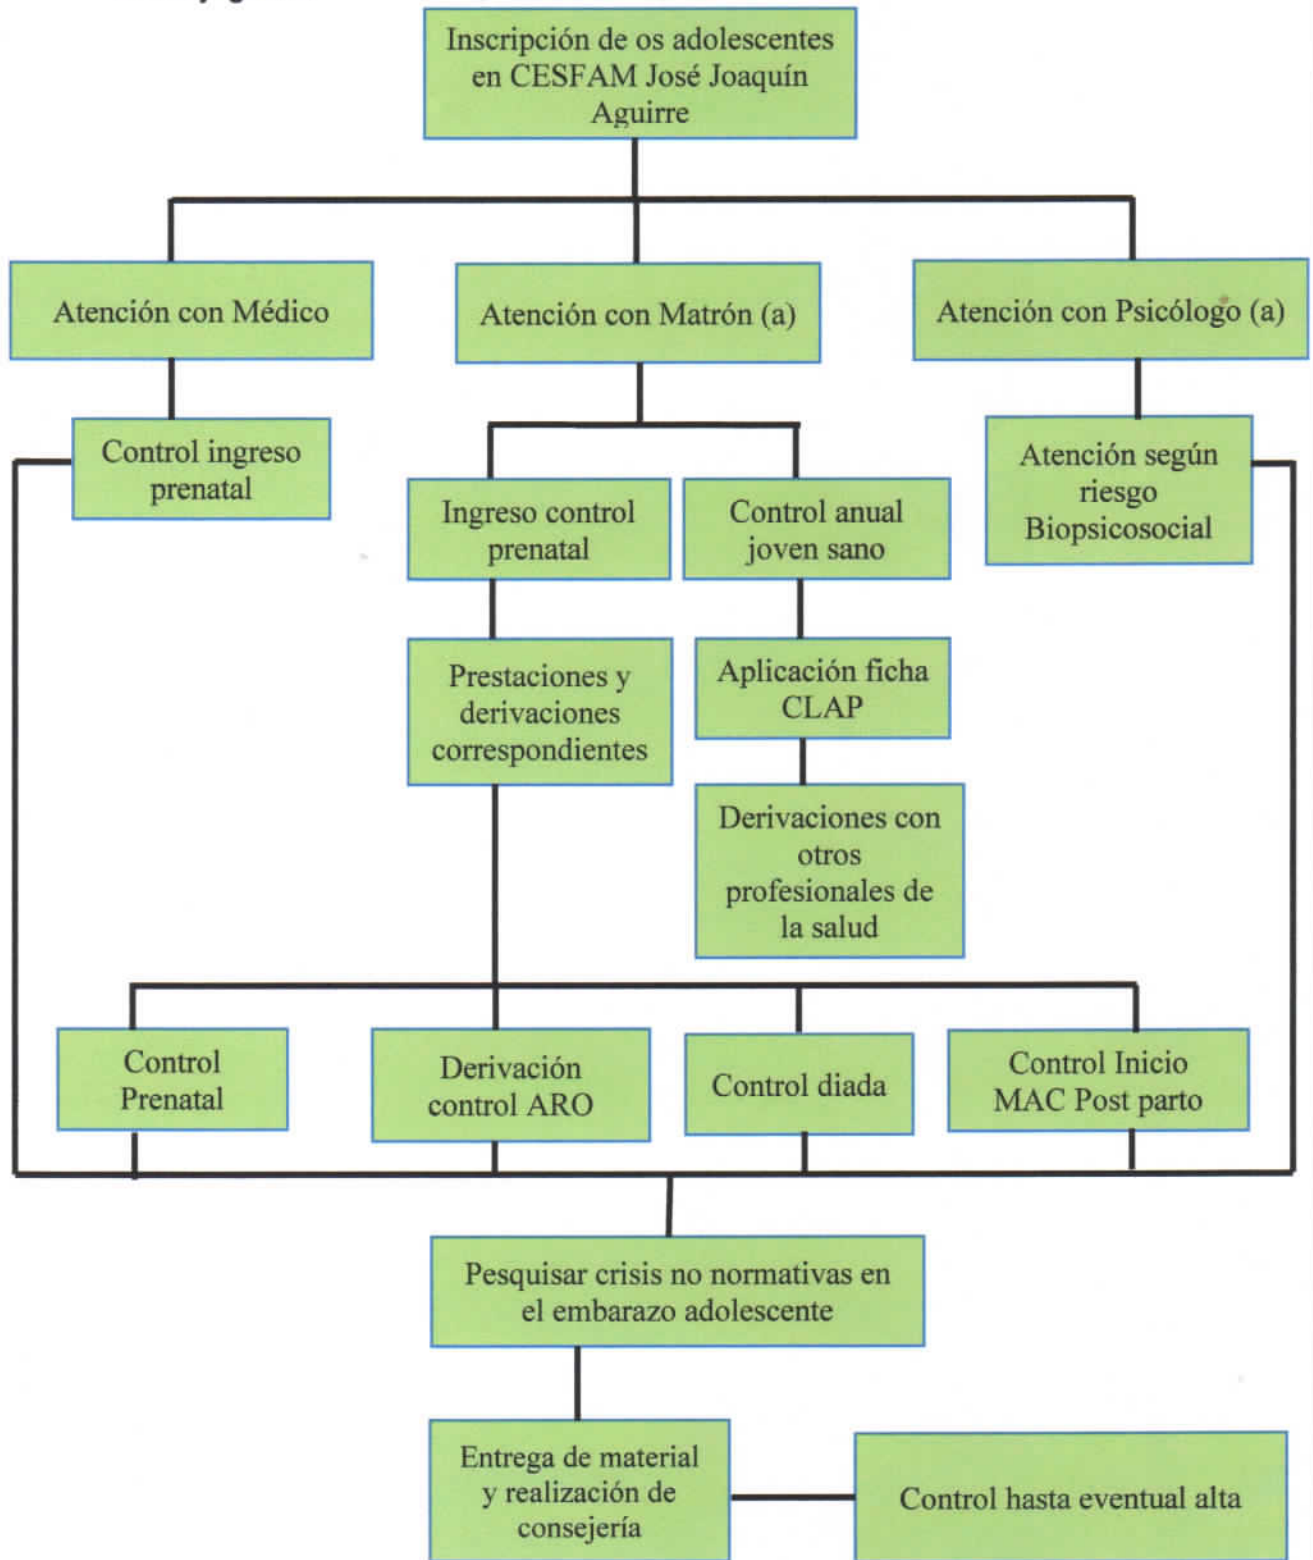 Inscripción de os adolescentes
en CESFAM José Joaquín
Aguirre
Atención con Médico
Atención con Matrón (a)
Atención con Psicólogo (a)
Control ingreso
prenatal
Ingreso control
prenatal
Control anual
joven sano
Atención según
riesgo
Biopsicosocial
Prestaciones y
derivaciones
correspondientes
Aplicación ficha
CLAP
Derivaciones con
otros
profesionales de
la salud
Control
Prenatal
Derivación
control ARO
Control diada
Control Inicio
MAC Post parto
Pesquisar crisis no normativas en
el embarazo adolescente
Entrega de material
y realización de
consejería
Control hasta eventual alta